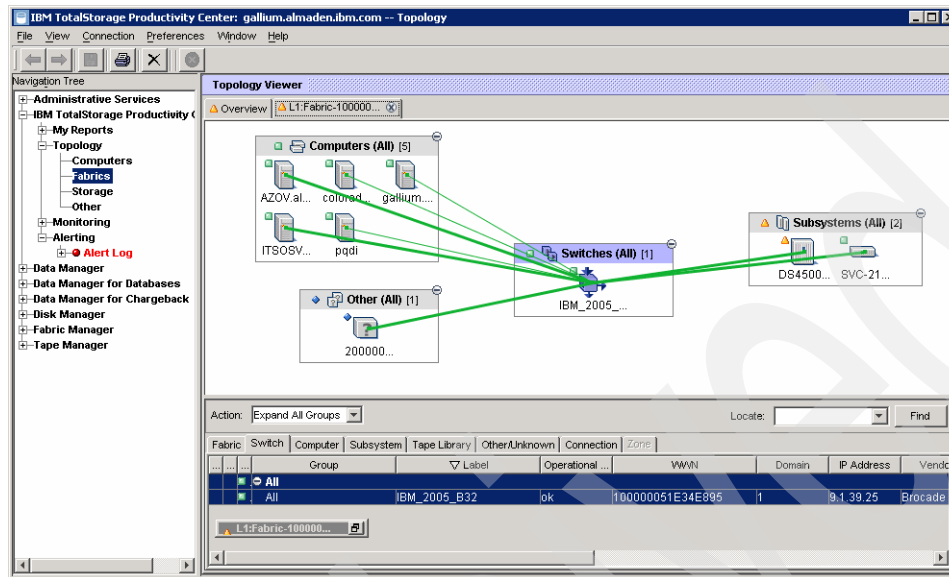 IBM TotalStorage Productivity Center: gallium.almaden.ibm.com -- Topology
File View Connection Preferences Window Help
Navigation Tree
Administrative Services
IBM TotalStorage Productivity (
My Reports
Topology
Computers
Fabrics
Storage
Other
Monitoring
Alerting
Alert Log
Data Manager
Data Manager for Databases
Data Manager for Chargeback
Disk Manager
Fabric Manager
Tape Manager
Topology Viewer
Overview L1:Fabric-100000...
Computers (All) [5]
AZOV.al... colorad... gallium....
ITSOSV... pqdi
Other (All) [1]
200000...
Switches (All) [1]
IBM_2005_...
Subsystems (All) [2]
DS4500... SVC-21...
Action: Expand All Groups Locate: Find
Fabric Switch Computer Subsystem Tape Library Other/Unknown Connection Zone
... ... ... Group Label Operational ... WWN Domain IP Address Vendo
All
All IBM_2005_B32 ok 100000051E34E895 1 9.1.39.25 Brocade
L1:Fabric-100000...